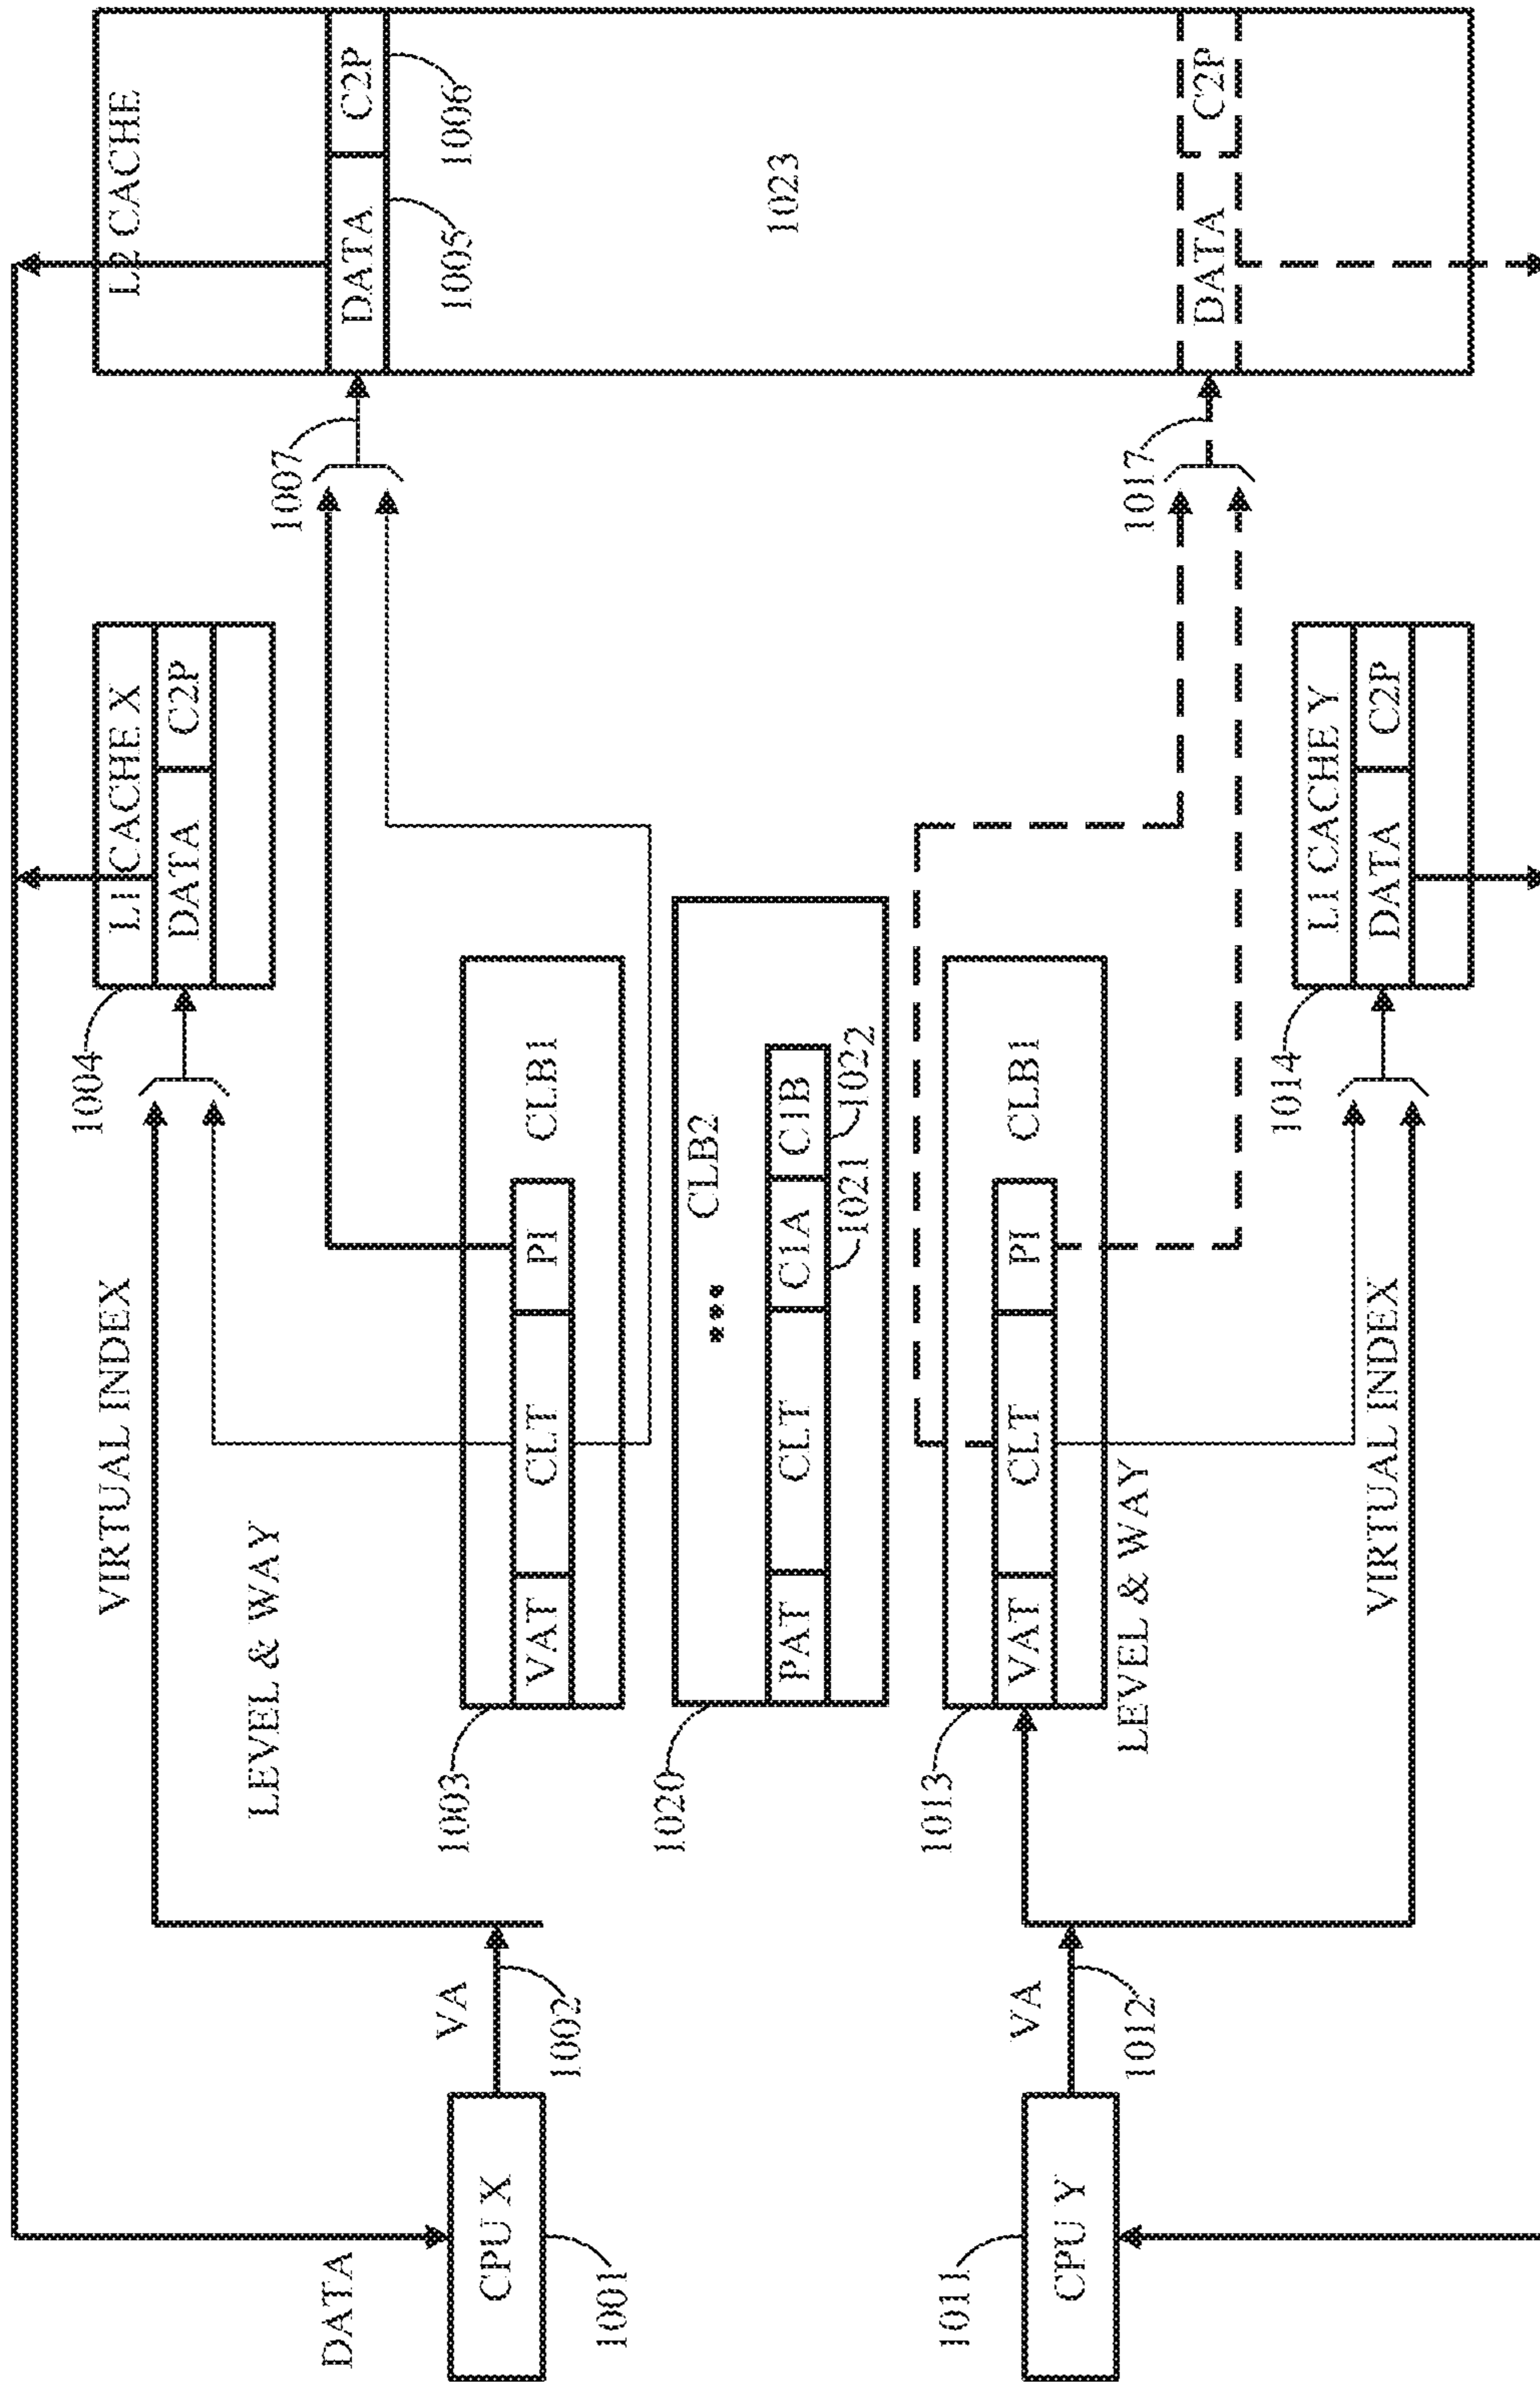 DATA
CPU X
1001
VA
1002
VIRTUAL INDEX
LEVEL & WAY
1003
VAT
CLT
PI
CLB1
1004
L1 CACHE X
DATA
C2P
1007
L2 CACHE
DATA
C2P
1005
1006
1023
1020
CLB2
...
PAT
CLT
C1A
C1B
1021
1022
CPU Y
1011
VA
1012
1013
VAT
CLT
PI
CLB1
LEVEL & WAY
VIRTUAL INDEX
1014
L1 CACHE Y
DATA
C2P
1017
DATA
C2P